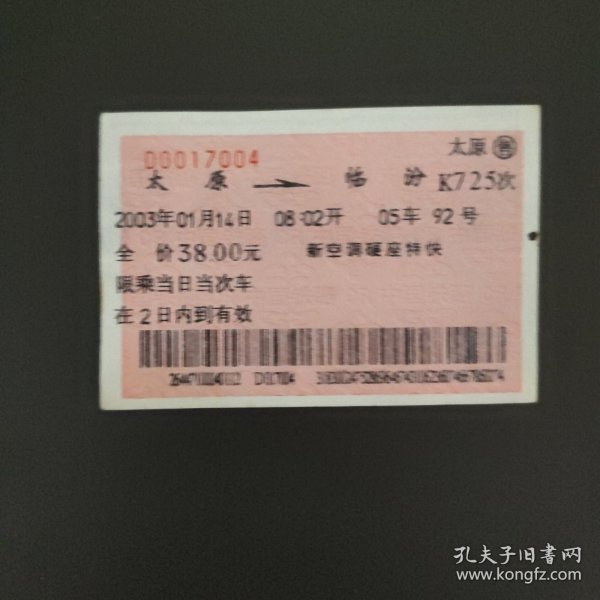 00017004 太原售
太原 → 临汾 K725次
2003年01月14日 08:02开 05车 92号
全价38.00元 新空调硬座特快
限乘当日当次车
在2日内到有效
孔夫子旧书网
www.kongfz.com